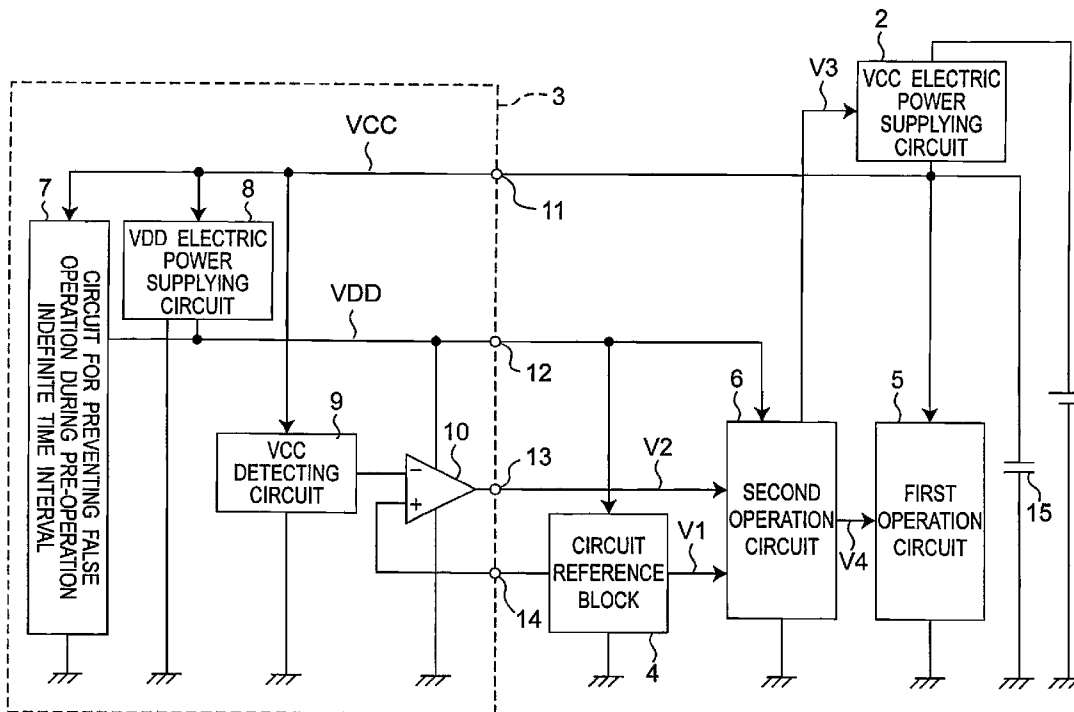 2
V3
VCC ELECTRIC
POWER
SUPPLYING
CIRCUIT
3
VCC
11
7
CIRCUIT FOR PREVENTING FALSE
OPERATION DURING PRE-OPERATION
INDEFINITE TIME INTERVAL
8
VDD ELECTRIC
POWER
SUPPLYING
CIRCUIT
VDD
12
9
VCC
DETECTING
CIRCUIT
10
−
+
13
V2
14
CIRCUIT
REFERENCE
BLOCK
4
V1
6
SECOND
OPERATION
CIRCUIT
V4
5
FIRST
OPERATION
CIRCUIT
15